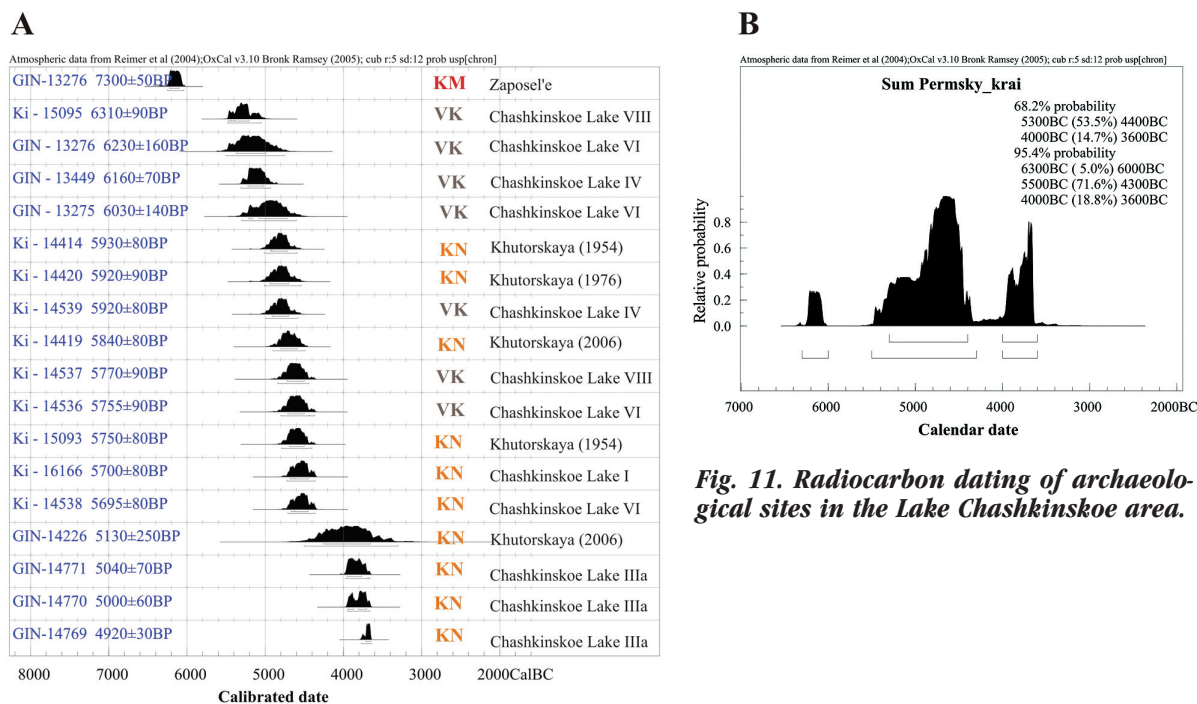 A
Atmospheric data from Reimer et al (2004);OxCal v3.10 Bronk Ramsey (2005); cub r:5 sd:12 prob usp[chron]
GIN-13276 7300±50BP KM Zaposel'e
Ki - 15095 6310±90BP VK Chashkinskoe Lake VIII
GIN - 13276 6230±160BP VK Chashkinskoe Lake VI
GIN - 13449 6160±70BP VK Chashkinskoe Lake IV
GIN - 13275 6030±140BP VK Chashkinskoe Lake VI
Ki - 14414 5930±80BP KN Khutorskaya (1954)
Ki - 14420 5920±90BP KN Khutorskaya (1976)
Ki - 14539 5920±80BP VK Chashkinskoe Lake IV
Ki - 14419 5840±80BP KN Khutorskaya (2006)
Ki - 14537 5770±90BP VK Chashkinskoe Lake VIII
Ki - 14536 5755±90BP VK Chashkinskoe Lake VI
Ki - 15093 5750±80BP KN Khutorskaya (1954)
Ki - 16166 5700±80BP KN Chashkinskoe Lake I
Ki - 14538 5695±80BP KN Chashkinskoe Lake VI
GIN-14226 5130±250BP KN Khutorskaya (2006)
GIN-14771 5040±70BP KN Chashkinskoe Lake IIIa
GIN-14770 5000±60BP KN Chashkinskoe Lake IIIa
GIN-14769 4920±30BP KN Chashkinskoe Lake IIIa
8000 7000 6000 5000 4000 3000 2000CalBC
Calibrated date
B
Atmospheric data from Reimer et al (2004);OxCal v3.10 Bronk Ramsey (2005); cub r:5 sd:12 prob usp[chron]
Sum Permsky_krai
68.2% probability
5300BC (53.5%) 4400BC
4000BC (14.7%) 3600BC
95.4% probability
6300BC ( 5.0%) 6000BC
5500BC (71.6%) 4300BC
4000BC (18.8%) 3600BC
Relative probability
0.8
0.6
0.4
0.2
0.0
7000 6000 5000 4000 3000 2000BC
Calendar date
Fig. 11. Radiocarbon dating of archaeolo-
gical sites in the Lake Chashkinskoe area.